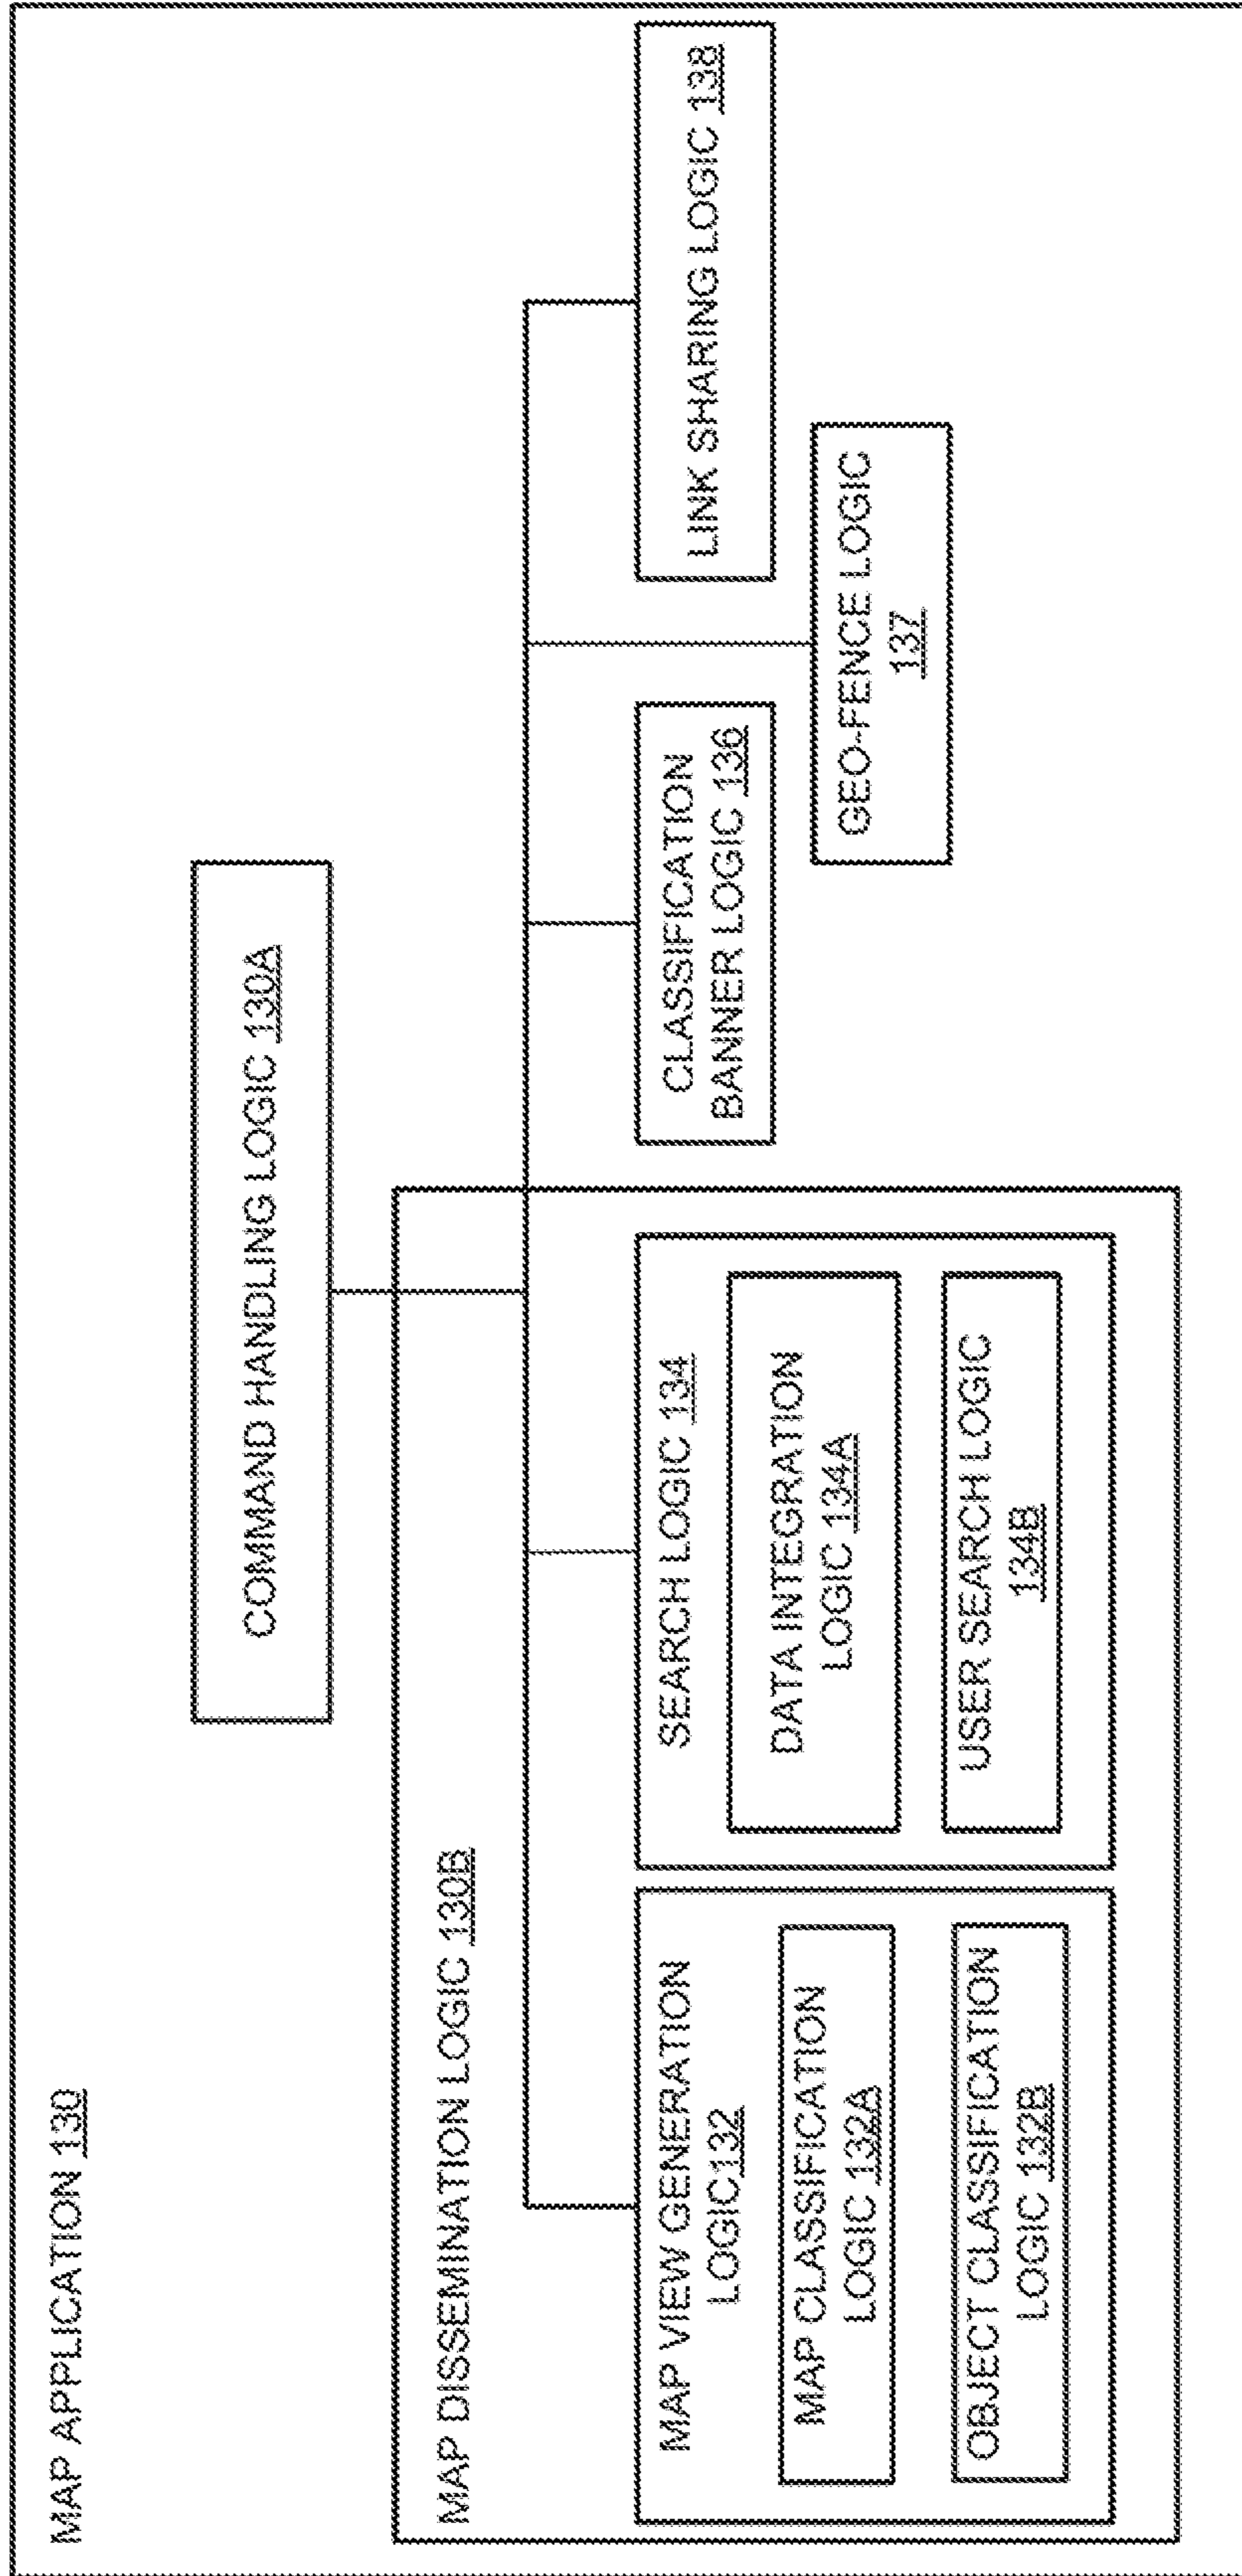 MAP APPLICATION 130
COMMAND HANDLING LOGIC 130A
MAP DISSEMINATION LOGIC 130B
MAP VIEW GENERATION
LOGIC132
MAP CLASSIFICATION
LOGIC 132A
OBJECT CLASSIFICATION
LOGIC 132B
SEARCH LOGIC 134
DATA INTEGRATION
LOGIC 134A
USER SEARCH LOGIC
134B
CLASSIFICATION
BANNER LOGIC 136
GEO-FENCE LOGIC
137
LINK SHARING LOGIC 138